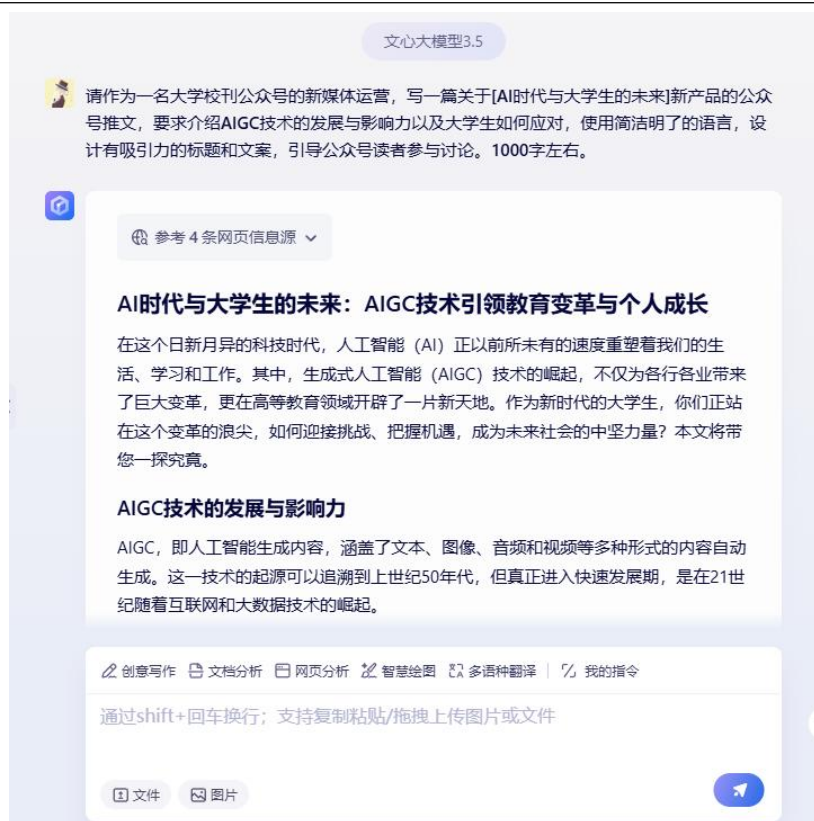 文心大模型3.5
请作为一名大学校刊公众号的新媒体运营，写一篇关于[AI时代与大学生的未来]新产品的公众
号推文，要求介绍AIGC技术的发展与影响力以及大学生如何应对，使用简洁明了的语言，设
计有吸引力的标题和文案，引导公众号读者参与讨论。1000字左右。
参考 4 条网页信息源
AI时代与大学生的未来：AIGC技术引领教育变革与个人成长
在这个日新月异的科技时代，人工智能（AI）正以前所未有的速度重塑着我们的生
活、学习和工作。其中，生成式人工智能（AIGC）技术的崛起，不仅为各行各业带来
了巨大变革，更在高等教育领域开辟了一片新天地。作为新时代的大学生，你们正站
在这个变革的浪尖，如何迎接挑战、把握机遇，成为未来社会的中坚力量？本文将带
您一探究竟。
AIGC技术的发展与影响力
AIGC，即人工智能生成内容，涵盖了文本、图像、音频和视频等多种形式的内容自动
生成。这一技术的起源可以追溯到上世纪50年代，但真正进入快速发展期，是在21世
纪随着互联网和大数据技术的崛起。
创意写作 文档分析 网页分析 智慧绘图 多语种翻译 我的指令
通过shift+回车换行；支持复制粘贴/拖拽上传图片或文件
文件 图片